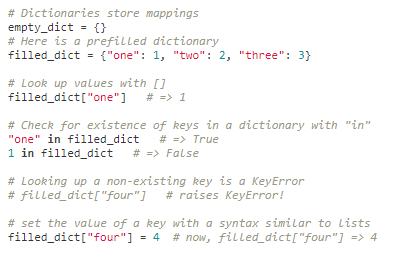 # Dictionaries store mappings
empty_dict = {}
# Here is a prefilled dictionary
filled_dict = {"one": 1, "two": 2, "three": 3}

# Look up values with []
filled_dict["one"]   # => 1

# Check for existence of keys in a dictionary with "in"
"one" in filled_dict   # => True
1 in filled_dict   # => False

# Looking up a non-existing key is a KeyError
# filled_dict["four"]   # raises KeyError!

# set the value of a key with a syntax similar to lists
filled_dict["four"] = 4  # now, filled_dict["four"] => 4